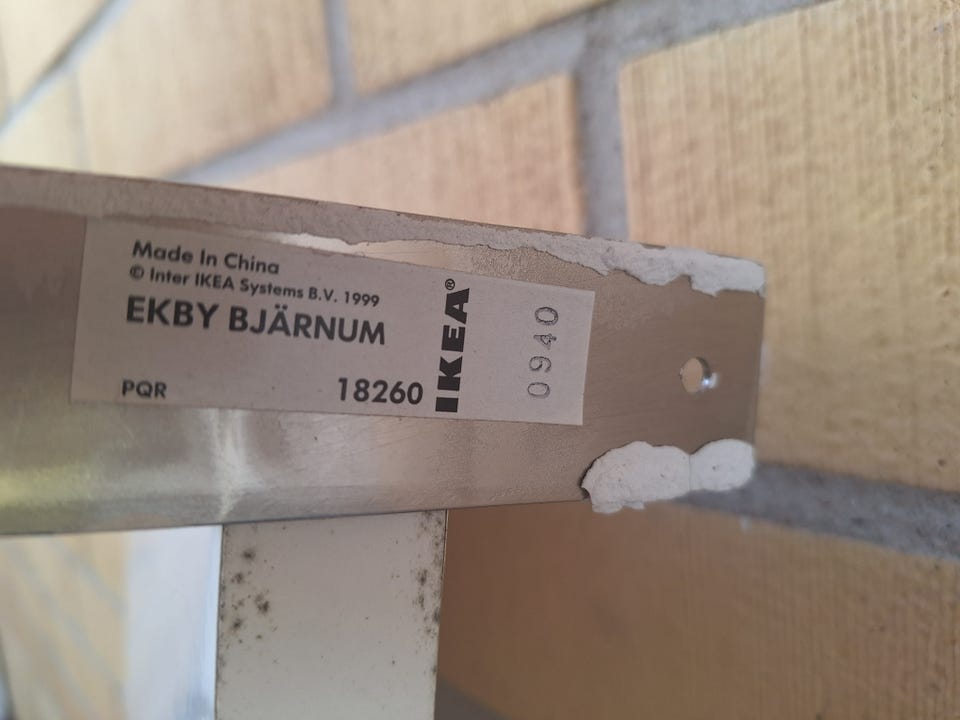 Made In China
© Inter IKEA Systems B.V. 1999
EKBY BJÄRNUM
PQR 18260
IKEA®
0940